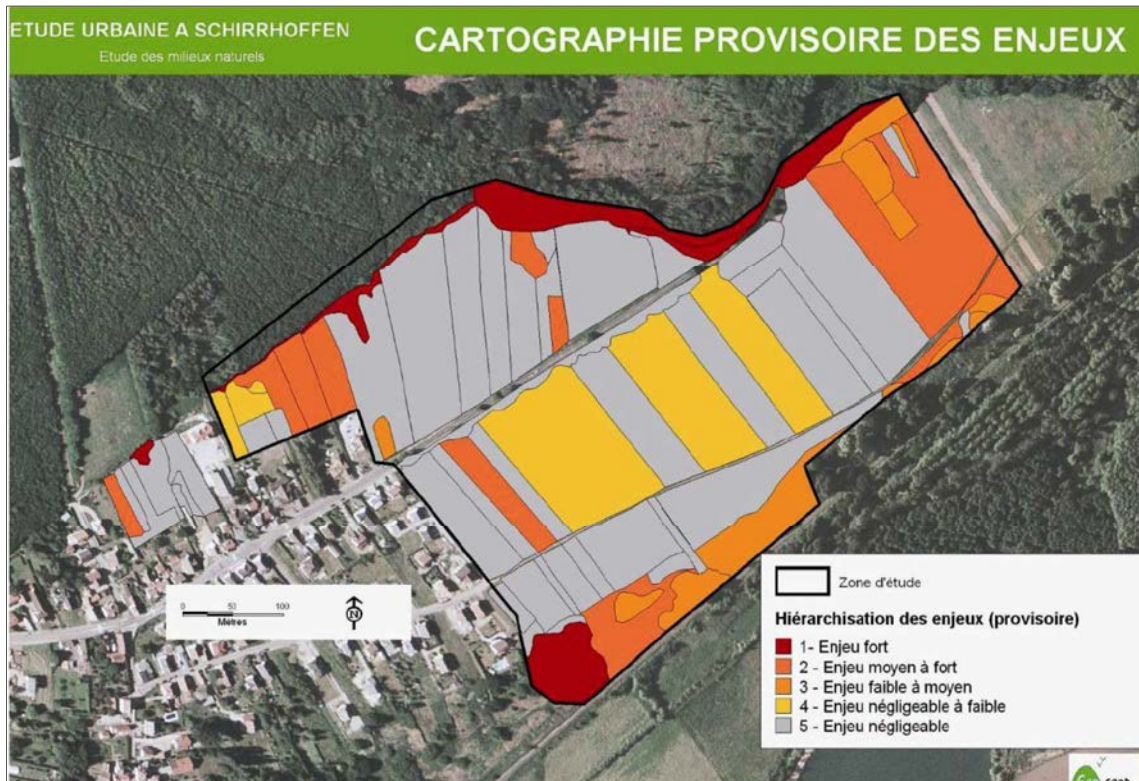 ETUDE URBAINE A SCHIRRHOFFEN
Etude des milieux naturels
CARTOGRAPHIE PROVISOIRE DES ENJEUX
0 50 100
Mètres
N
Zone d'étude
Hiérarchisation des enjeux (provisoire)
1- Enjeu fort
2 - Enjeu moyen à fort
3 - Enjeu faible à moyen
4 - Enjeu négligeable à faible
5 - Enjeu négligeable